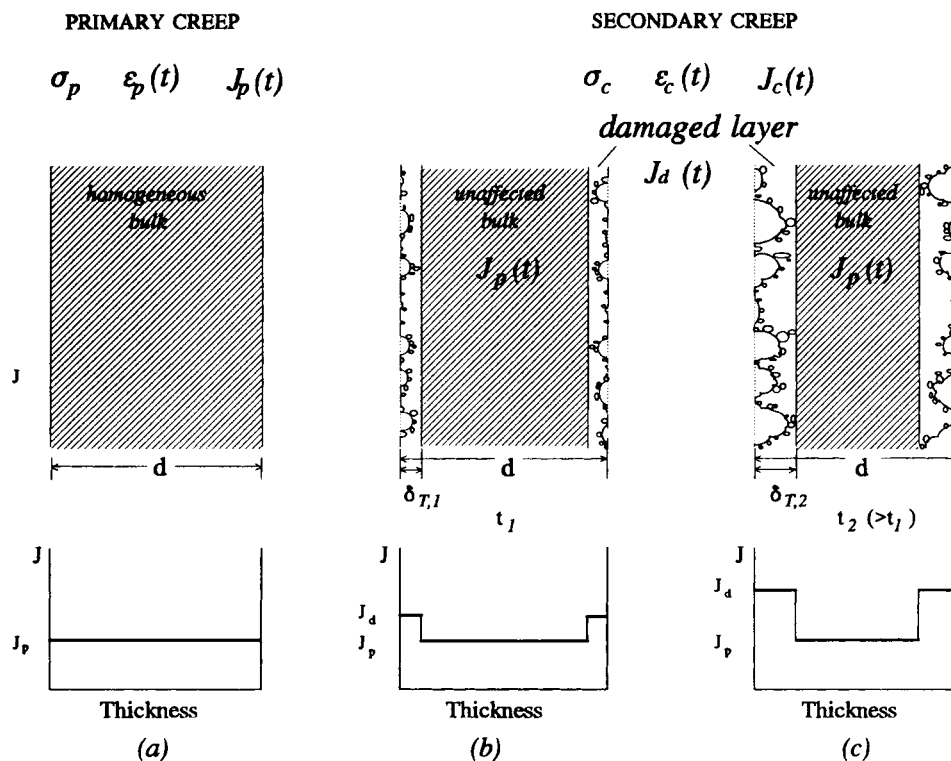 PRIMARY CREEP
SECONDARY CREEP
σp εp(t) Jp(t)
σc εc(t) Jc(t)
damaged layer
Jd (t)
homogeneous bulk
unaffected bulk
Jp(t)
unaffected bulk
Jp(t)
J
d
d
d
δT,1
δT,2
t1
t2 (>t1)
J
Jp
Thickness
(a)
J
Jd
Jp
Thickness
(b)
J
Jd
Jp
Thickness
(c)